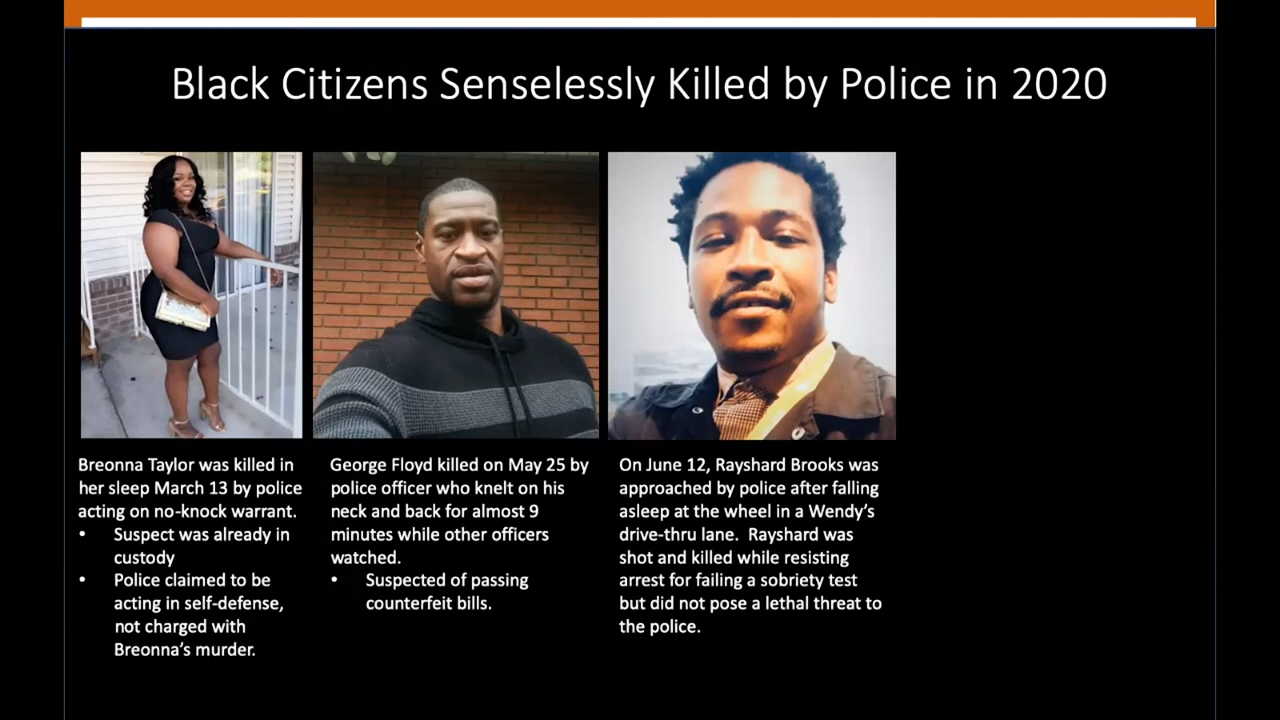 Black Citizens Senselessly Killed by Police in 2020
Breonna Taylor was killed in
her sleep March 13 by police
acting on no-knock warrant.
• Suspect was already in
custody
• Police claimed to be
acting in self-defense,
not charged with
Breonna’s murder.
George Floyd killed on May 25 by
police officer who knelt on his
neck and back for almost 9
minutes while other officers
watched.
• Suspected of passing
counterfeit bills.
On June 12, Rayshard Brooks was
approached by police after falling
asleep at the wheel in a Wendy’s
drive-thru lane.  Rayshard was
shot and killed while resisting
arrest for failing a sobriety test
but did not pose a lethal threat to
the police.